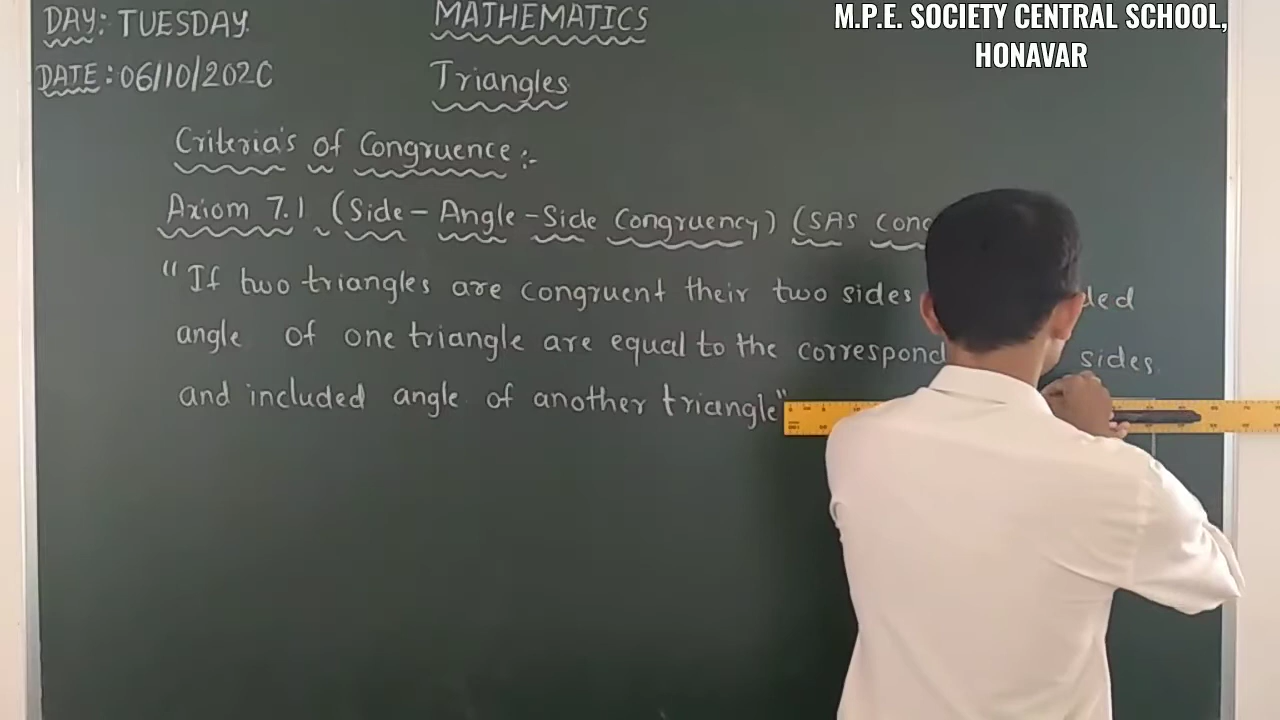 DAY: TUESDAY
DATE: 06/10/2020
MATHEMATICS
Triangles
M.P.E. SOCIETY CENTRAL SCHOOL,
HONAVAR
Criteria's of Congruence :-
Axiom 7.1 (Side - Angle - Side Congruency) (SAS
"If two triangles are congruent their two sides
angle of one triangle are equal to the sides
and included angle of another triangle"